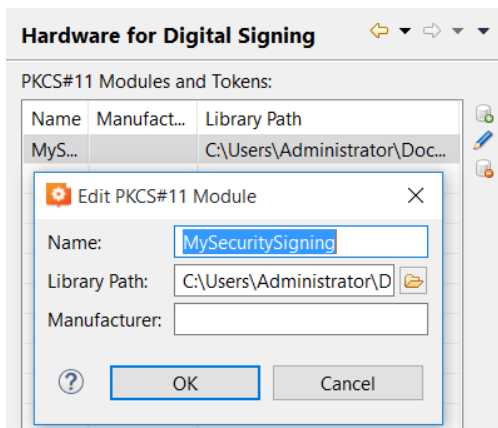 Hardware for Digital Signing
PKCS#11 Modules and Tokens:
Name Manufact... Library Path
MyS... C:\Users\Administrator\Doc...
Edit PKCS#11 Module
Name: MySecuritySigning
Library Path: C:\Users\Administrator\D
Manufacturer:
? OK Cancel